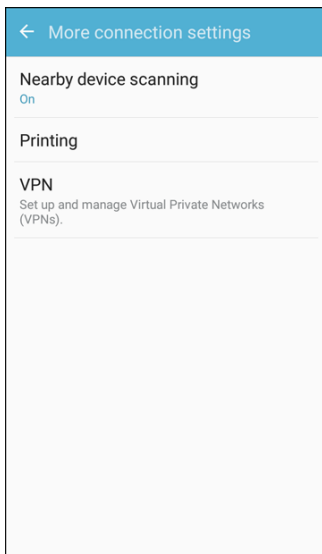 More connection settings
Nearby device scanning
On
Printing
VPN
Set up and manage Virtual Private Networks
(VPNs).